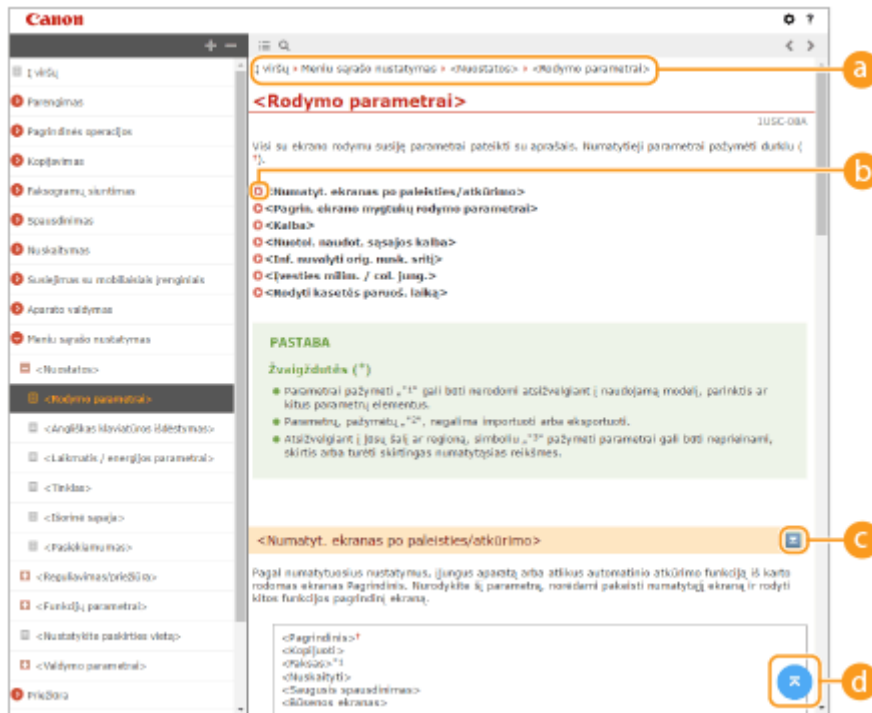 Canon
Į viršų
Parengimas
Pagrindinės operacijos
Kopijavimas
Faksogramų siuntimas
Spausdinimas
Nuskaitymas
Susiejimas su mobiliaisiais įrenginiais
Aparato valdymas
Meniu sąrašo nustatymas
<Nuostatos>
<Rodymo parametrai>
<Angliškas klaviatūros išdėstymas>
<Laikmatis / energijos parametrai>
<Tinklas>
<Išorinė sąsaja>
<Pasiekiamumas>
<Reguliavimas/priežiūra>
<Funkcijų parametrai>
<Nustatykite paskirties vietą>
<Valdymo parametrai>
Priežiūra
Į viršų > Meniu sąrašo nustatymas > <Nuostatos> > <Rodymo parametrai>
a
<Rodymo parametrai>
1USC-08A
Visi su ekrano rodymu susiję parametrai pateikti su aprašais. Numatytieji parametrai pažymėti durklu (
†).
b
<Numatyt. ekranas po paleisties/atkūrimo>
<Pagrin. ekrano mygtukų rodymo parametrai>
<Kalba>
<Nuotol. naudot. sąsajos kalba>
<Inf. nuvalyti orig. nusk. sritį>
<Įvesties milim. / col. jung.>
<Rodyti kasetės paruoš. laiką>
PASTABA
Žvaigždutės (*)
Parametrai pažymėti „*1" gali būti nerodomi atsižvelgiant į naudojamą modelį, parinktis ar
kitus parametrų elementus.
Parametrų, pažymėtų „*2", negalima importuoti arba eksportuoti.
Atsižvelgiant į jūsų šalį ar regioną, simboliu „*3" pažymėti parametrai gali būti neprieinami,
skirtis arba turėti skirtingas numatytąsias reikšmes.
<Numatyt. ekranas po paleisties/atkūrimo>
c
Pagal numatytuosius nustatymus, įjungus aparatą arba atlikus automatinio atkūrimo funkciją iš karto
rodomas ekranas Pagrindinis. Nurodykite šį parametrą, norėdami pakeisti numatytąjį ekraną ir rodyti
kitos funkcijos pagrindinį ekraną.
<Pagrindinis>†
<Kopijuoti>
<Faksas>*1
<Nuskaityti>
<Saugusis spausdinimas>
<Būsenos ekranas>
d